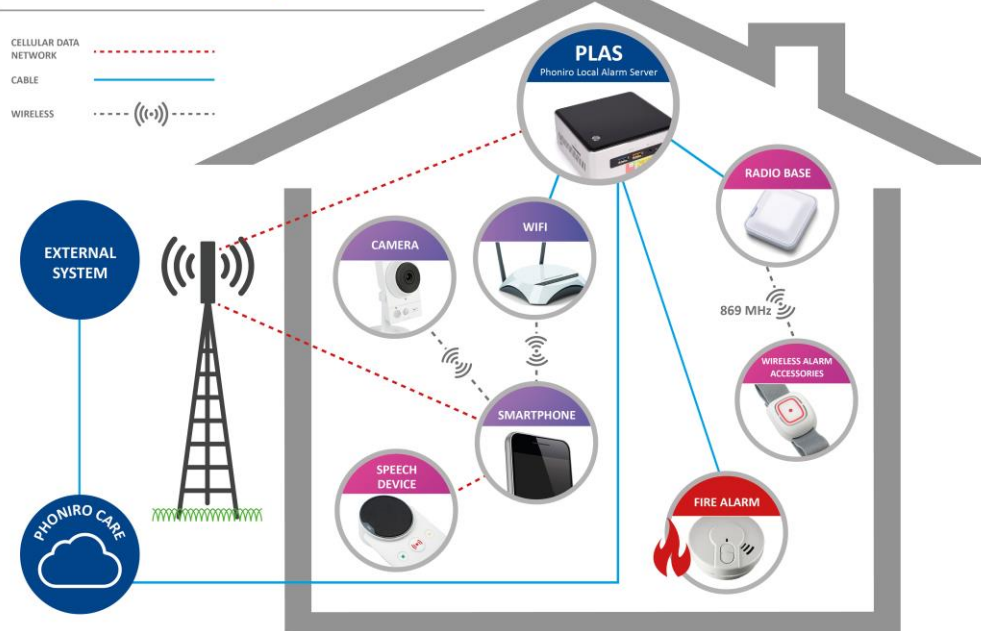 CELLULAR DATA
NETWORK
CABLE
WIRELESS
PLAS
Phoniro Local Alarm Server
RADIO BASE
WIFI
CAMERA
EXTERNAL
SYSTEM
869 MHz
WIRELESS ALARM
ACCESSORIES
SMARTPHONE
SPEECH
DEVICE
FIRE ALARM
PHONIRO CARE